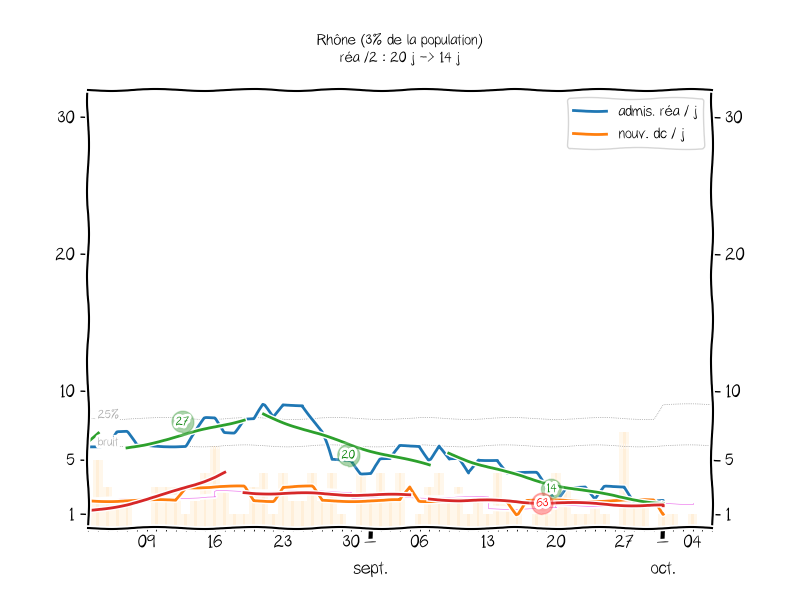 Rhône (3% de la population)
réa /2 : 20 j -> 14 j
admis. réa / j
nouv. dc / j
30 30
20 20
10 10
25%
27
bruit
20
5 5
14
63
1 1
09 16 23 30 06 13 20 27 04
sept. oct.